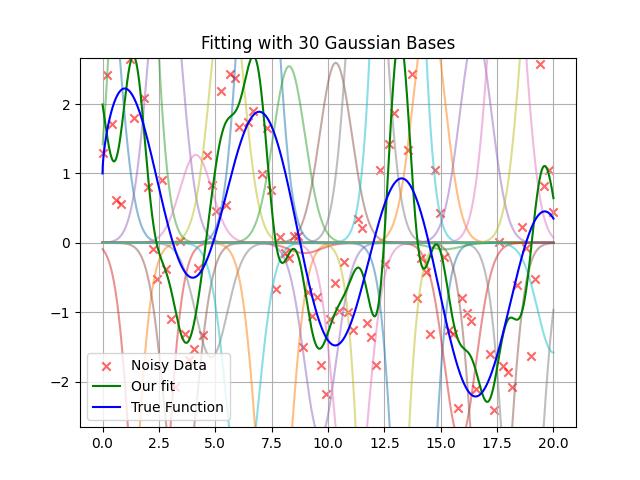 Fitting with 30 Gaussian Bases
2
1
0
−1
−2
Noisy Data
Our fit
True Function
0.0 2.5 5.0 7.5 10.0 12.5 15.0 17.5 20.0